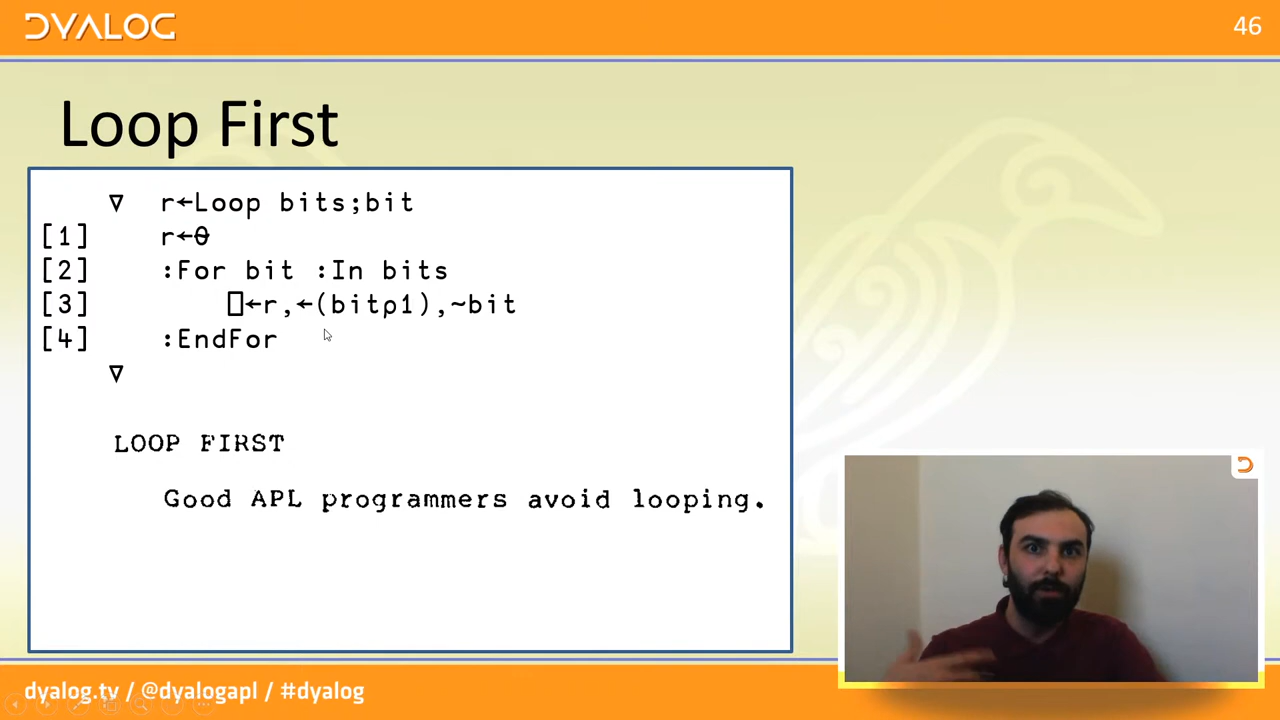 DYALOG
46
Loop First
∇ r←Loop bits;bit
[1] r←⍬
[2] :For bit :In bits
[3] ⎕←r,←(bit⍴1),~bit
[4] :EndFor
∇
LOOP FIRST
Good APL programmers avoid looping.
dyalog.tv / @dyalogapl / #dyalog